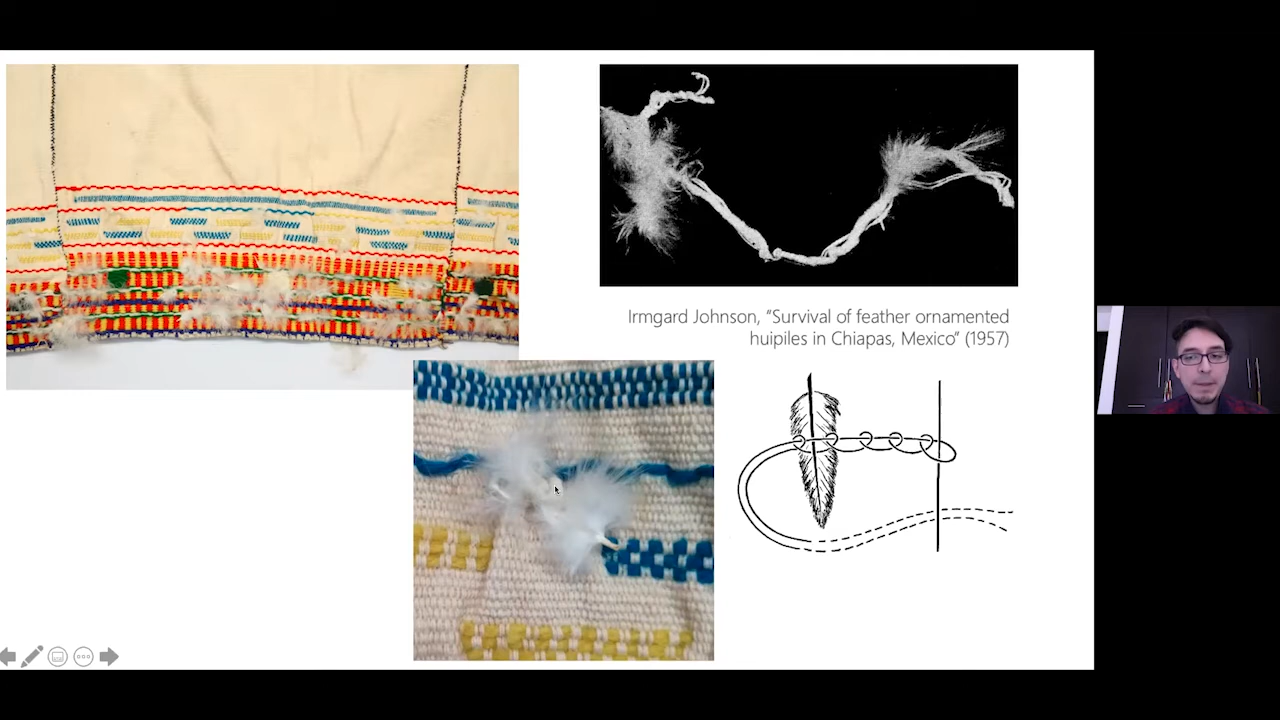 Irmgard Johnson, "Survival of feather ornamented
huipiles in Chiapas, Mexico" (1957)